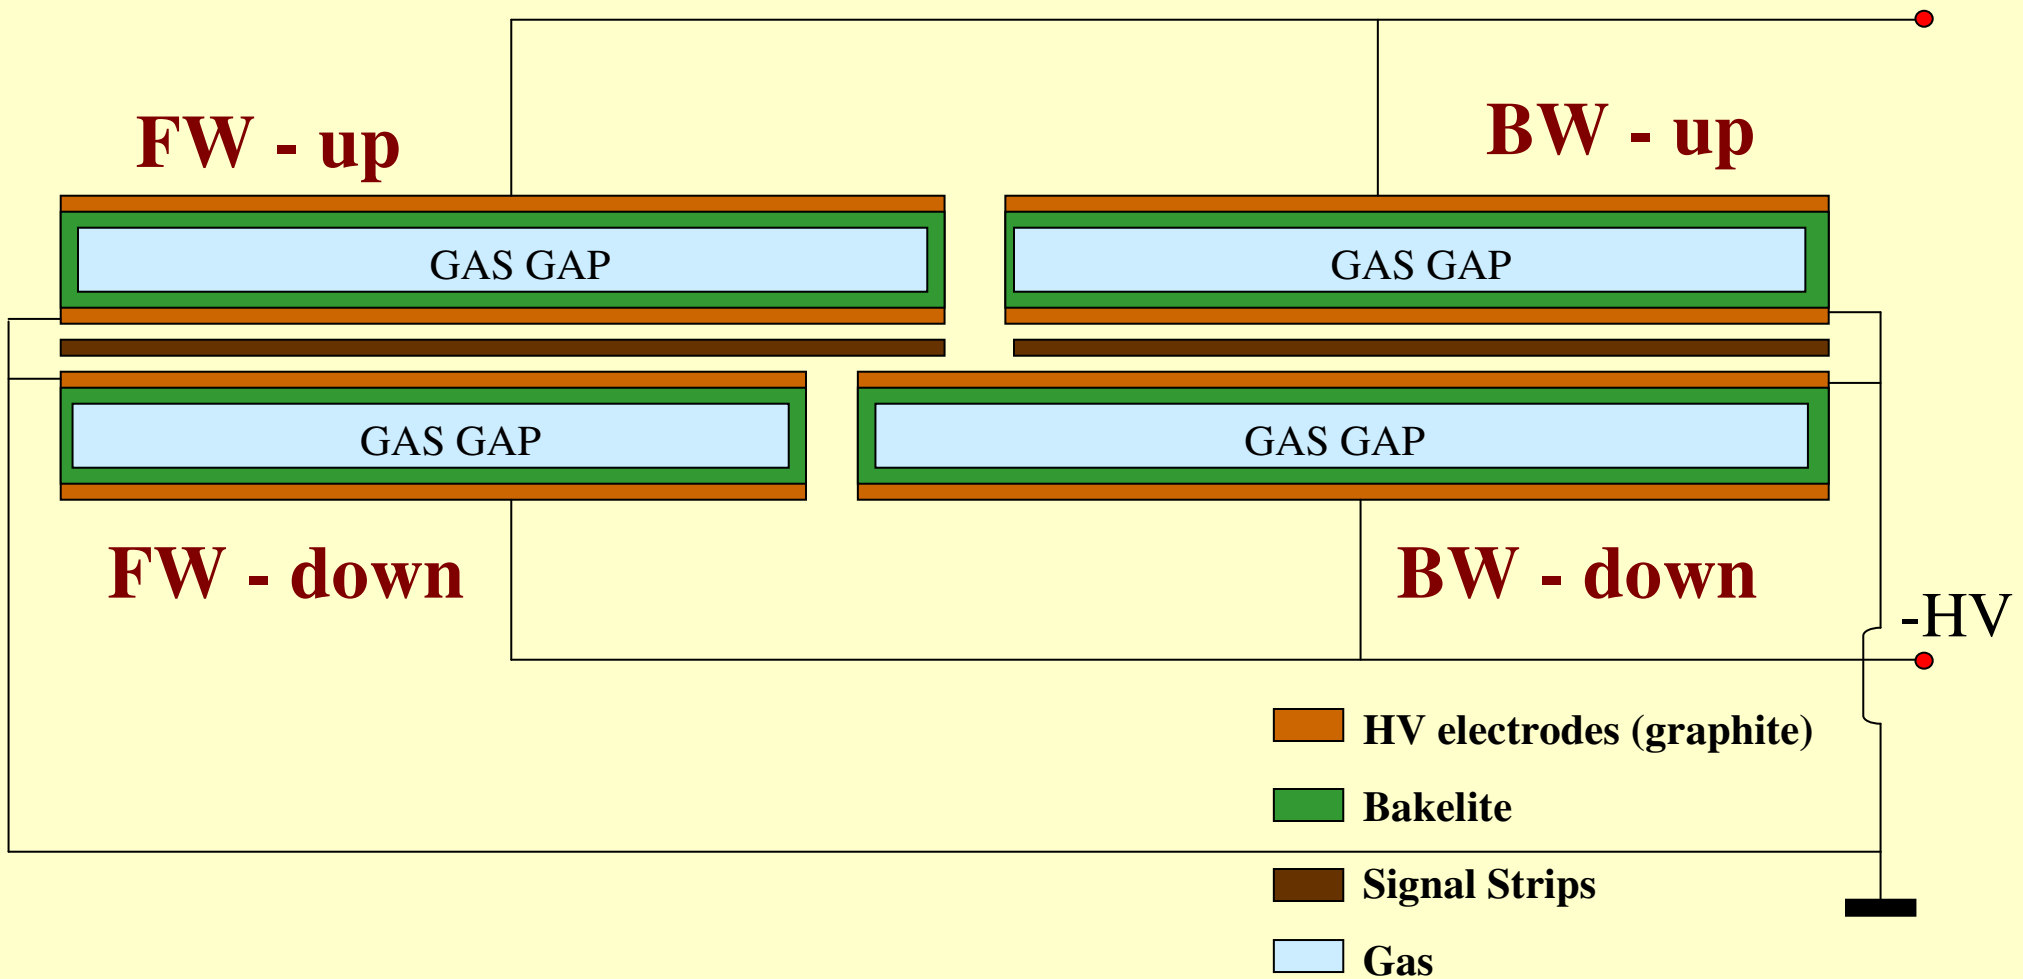 FW - up
BW - up
GAS GAP
GAS GAP
GAS GAP
GAS GAP
FW - down
BW - down
-HV
HV electrodes (graphite)
Bakelite
Signal Strips
Gas